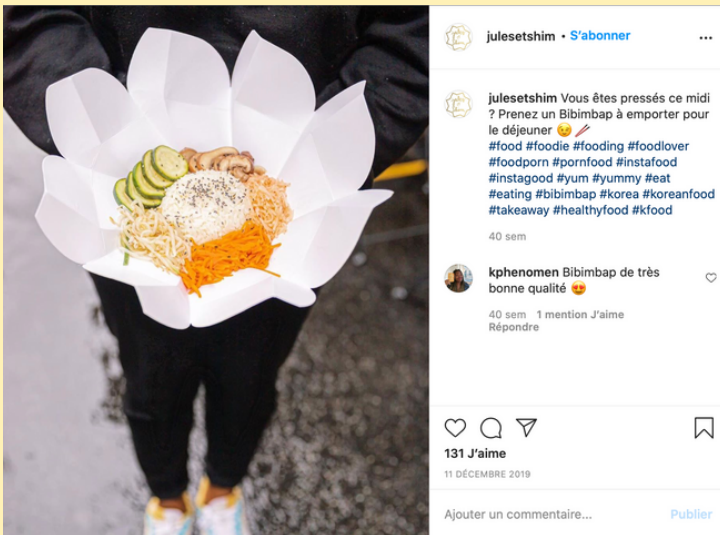 julesetshim • S'abonner
julesetshim Vous êtes pressés ce midi
? Prenez un Bibimbap à emporter pour
le déjeuner 😉 🥢
#food #foodie #fooding #foodlover
#foodporn #pornfood #instafood
#instagood #yum #yummy #eat
#eating #bibimbap #korea #koreanfood
#takeaway #healthyfood #kfood
40 sem
kphenomen Bibimbap de très
bonne qualité 😍
40 sem 1 mention J'aime
Répondre
131 J'aime
11 DÉCEMBRE 2019
Ajouter un commentaire... Publier